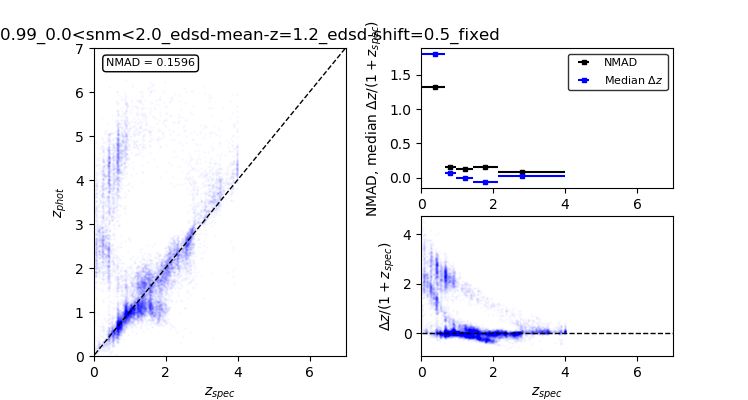 0.99_0.0<snm<2.0_edsd-mean-z=1.2_edsd-shift=0.5_fixed
7
6
5
4
3
2
1
0
z_phot
NMAD = 0.1596
0 2 4 6
z_spec
NMAD, median Δz/(1 + z_spec)
1.5
1.0
0.5
0.0
NMAD
Median Δz
0 2 4 6
Δz/(1 + z_spec)
4
2
0
0 2 4 6
z_spec